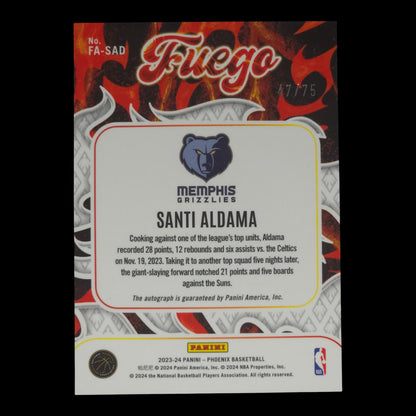 No.
FA-SAD
Fuego
47/75
MEMPHIS
GRIZZLIES
SANTI ALDAMA
Cooking against one of the league's top units, Aldama
recorded 28 points, 12 rebounds and six assists vs. the Celtics
on Nov. 19, 2023. Taking it to another top squad five nights later,
the giant-slaying forward notched 21 points and five boards
against the Suns.
The autograph is guaranteed by Panini America, Inc.
PANINI
2023-24 PANINI – PHOENIX BASKETBALL
© 2024 Panini America, Inc. © 2024 NBA Properties, Inc.
© 2024 the National Basketball Players Association. All rights reserved.